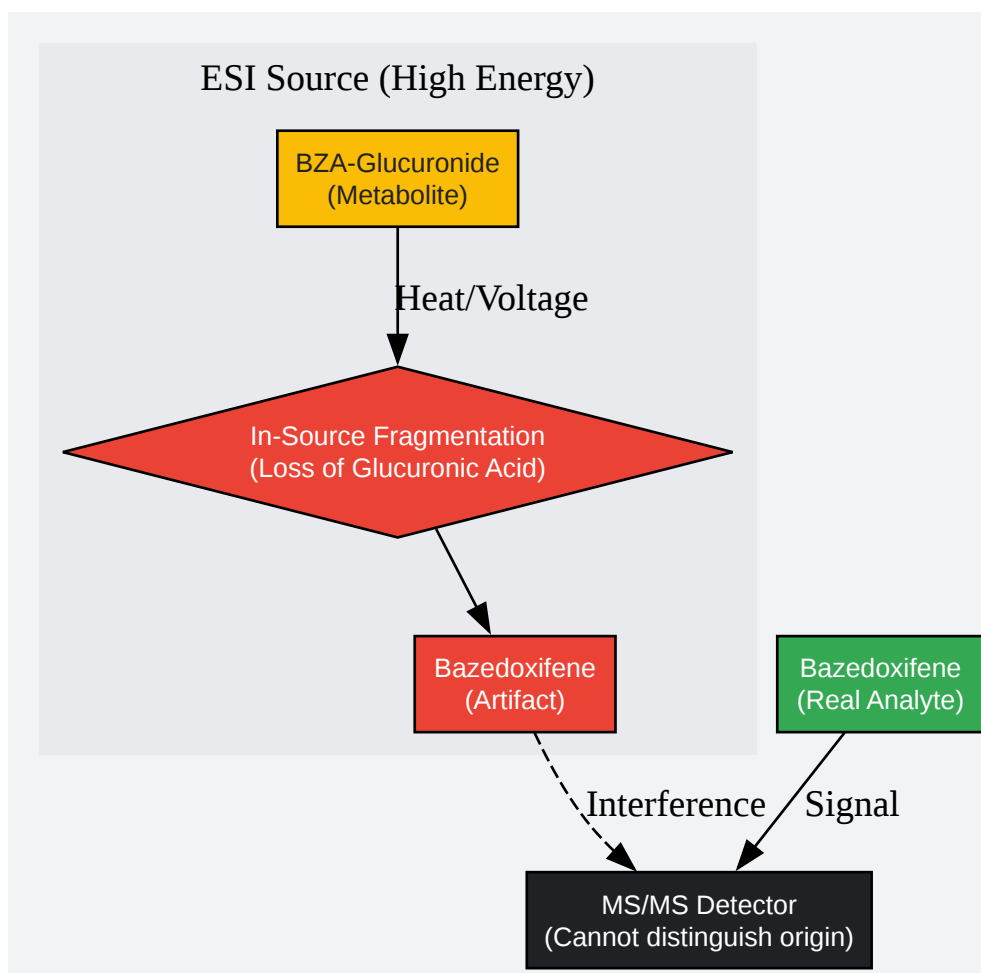 ESI Source (High Energy)
BZA-Glucuronide
(Metabolite)
Heat/Voltage
In-Source Fragmentation
(Loss of Glucuronic Acid)
Bazedoxifene
(Artifact)
Bazedoxifene
(Real Analyte)
Interference
Signal
MS/MS Detector
(Cannot distinguish origin)